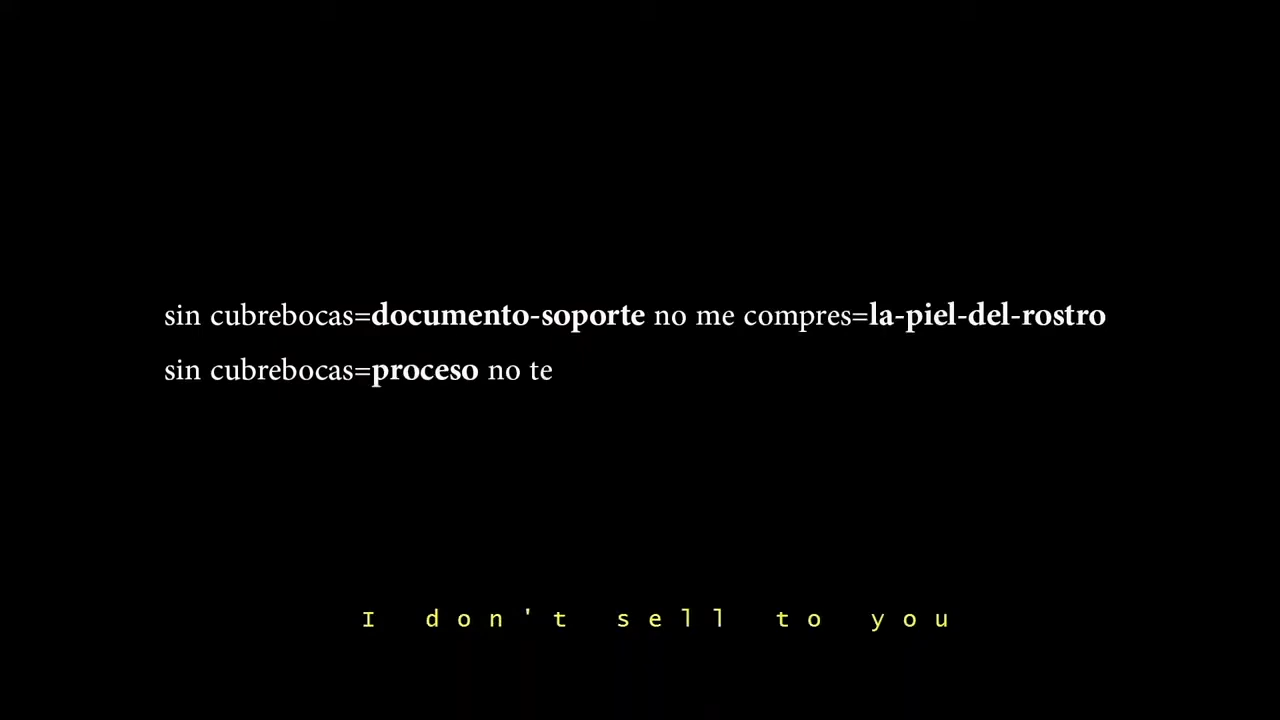 sin cubrebocas=documento-soporte no me compres=la-piel-del-rostro
sin cubrebocas=proceso no te
I don't sell to you